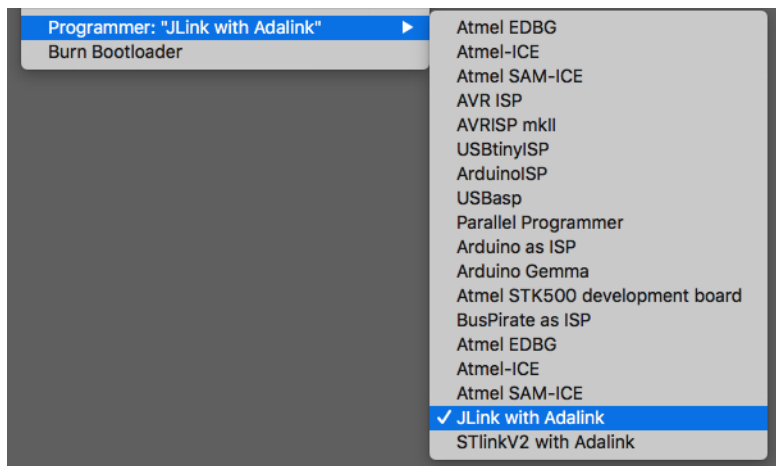 Programmer: "JLink with Adalink"
Burn Bootloader
Atmel EDBG
Atmel-ICE
Atmel SAM-ICE
AVR ISP
AVRISP mkII
USBtinyISP
ArduinoISP
USBasp
Parallel Programmer
Arduino as ISP
Arduino Gemma
Atmel STK500 development board
BusPirate as ISP
Atmel EDBG
Atmel-ICE
Atmel SAM-ICE
✓ JLink with Adalink
STlinkV2 with Adalink